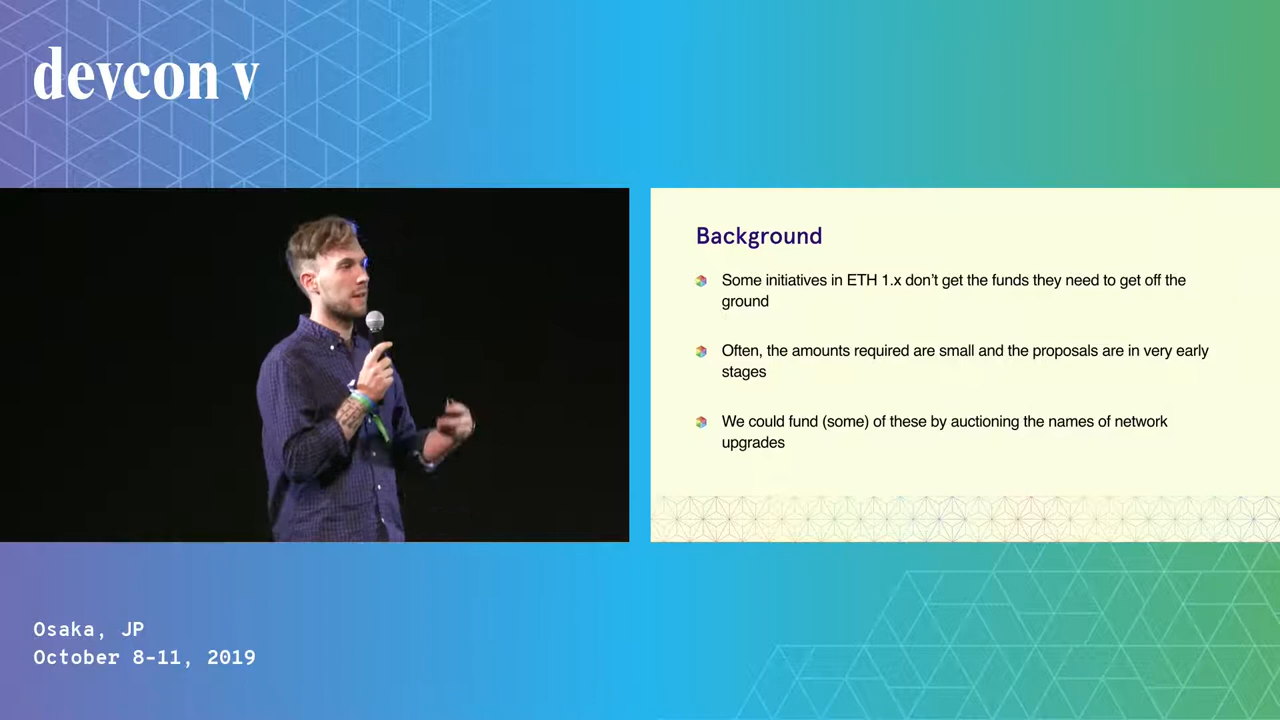 devcon v
Background
Some initiatives in ETH 1.x don't get the funds they need to get off the
ground
Often, the amounts required are small and the proposals are in very early
stages
We could fund (some) of these by auctioning the names of network
upgrades
Osaka, JP
October 8-11, 2019